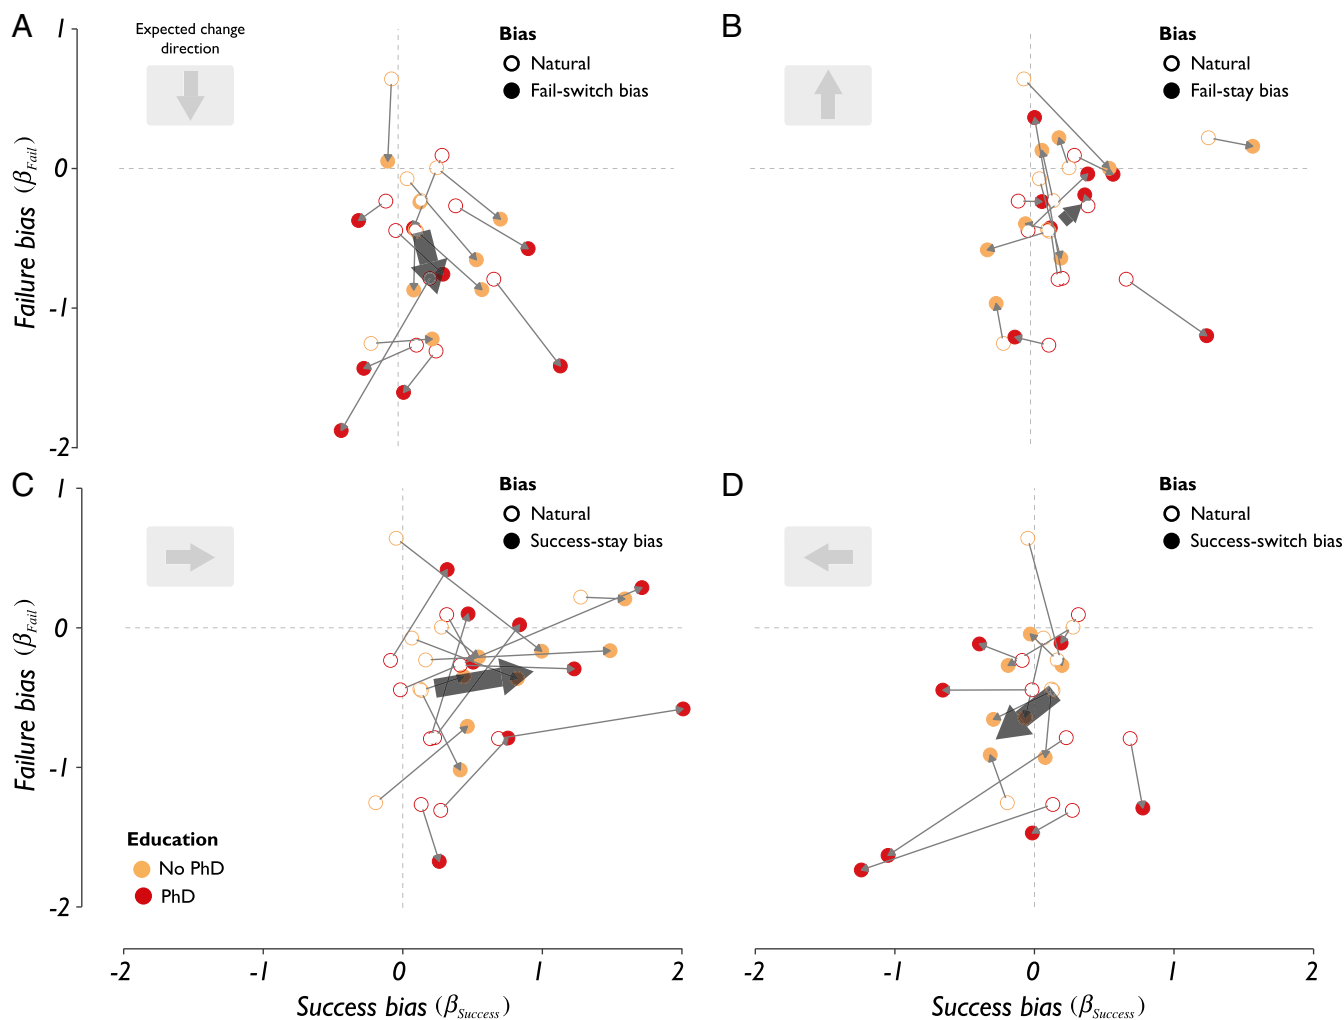 A
Expected change
direction
Bias
Natural
Fail-switch bias
B
Bias
Natural
Fail-stay bias
1
0
-1
-2
Failure bias (βFail)
C
Bias
Natural
Success-stay bias
D
Bias
Natural
Success-switch bias
1
0
-1
-2
Failure bias (βFail)
Education
No PhD
PhD
-2
-1
0
1
2
-2
-1
0
1
2
Success bias (βSuccess)
Success bias (βSuccess)